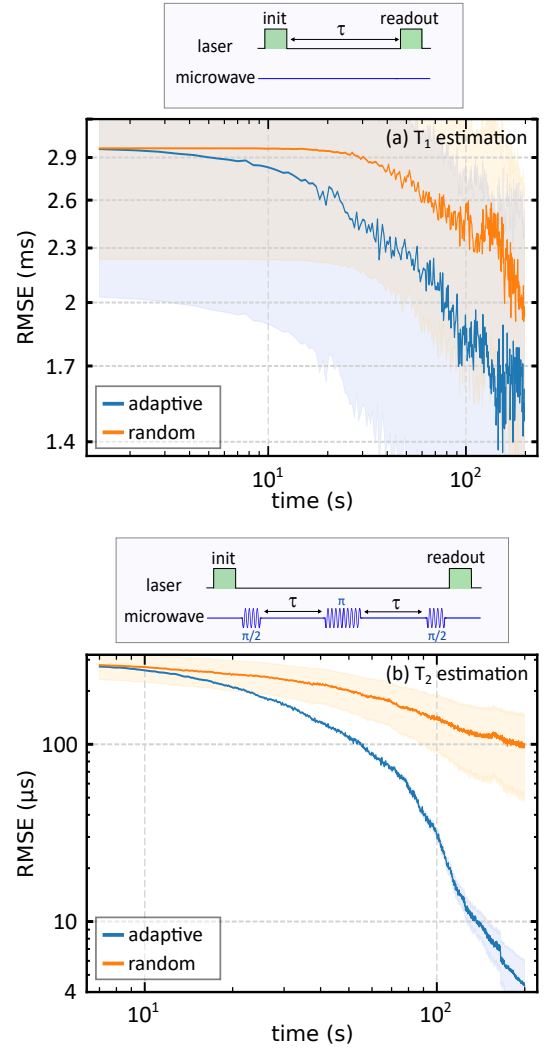 init
readout
τ
laser
microwave
(a) T₁ estimation
2.9
2.6
2.3
2
1.7
1.4
RMSE (ms)
adaptive
random
10¹
10²
time (s)
init
readout
laser
τ
π
τ
microwave
π/2
π/2
(b) T₂ estimation
100
10
4
RMSE (µs)
adaptive
random
10¹
10²
time (s)